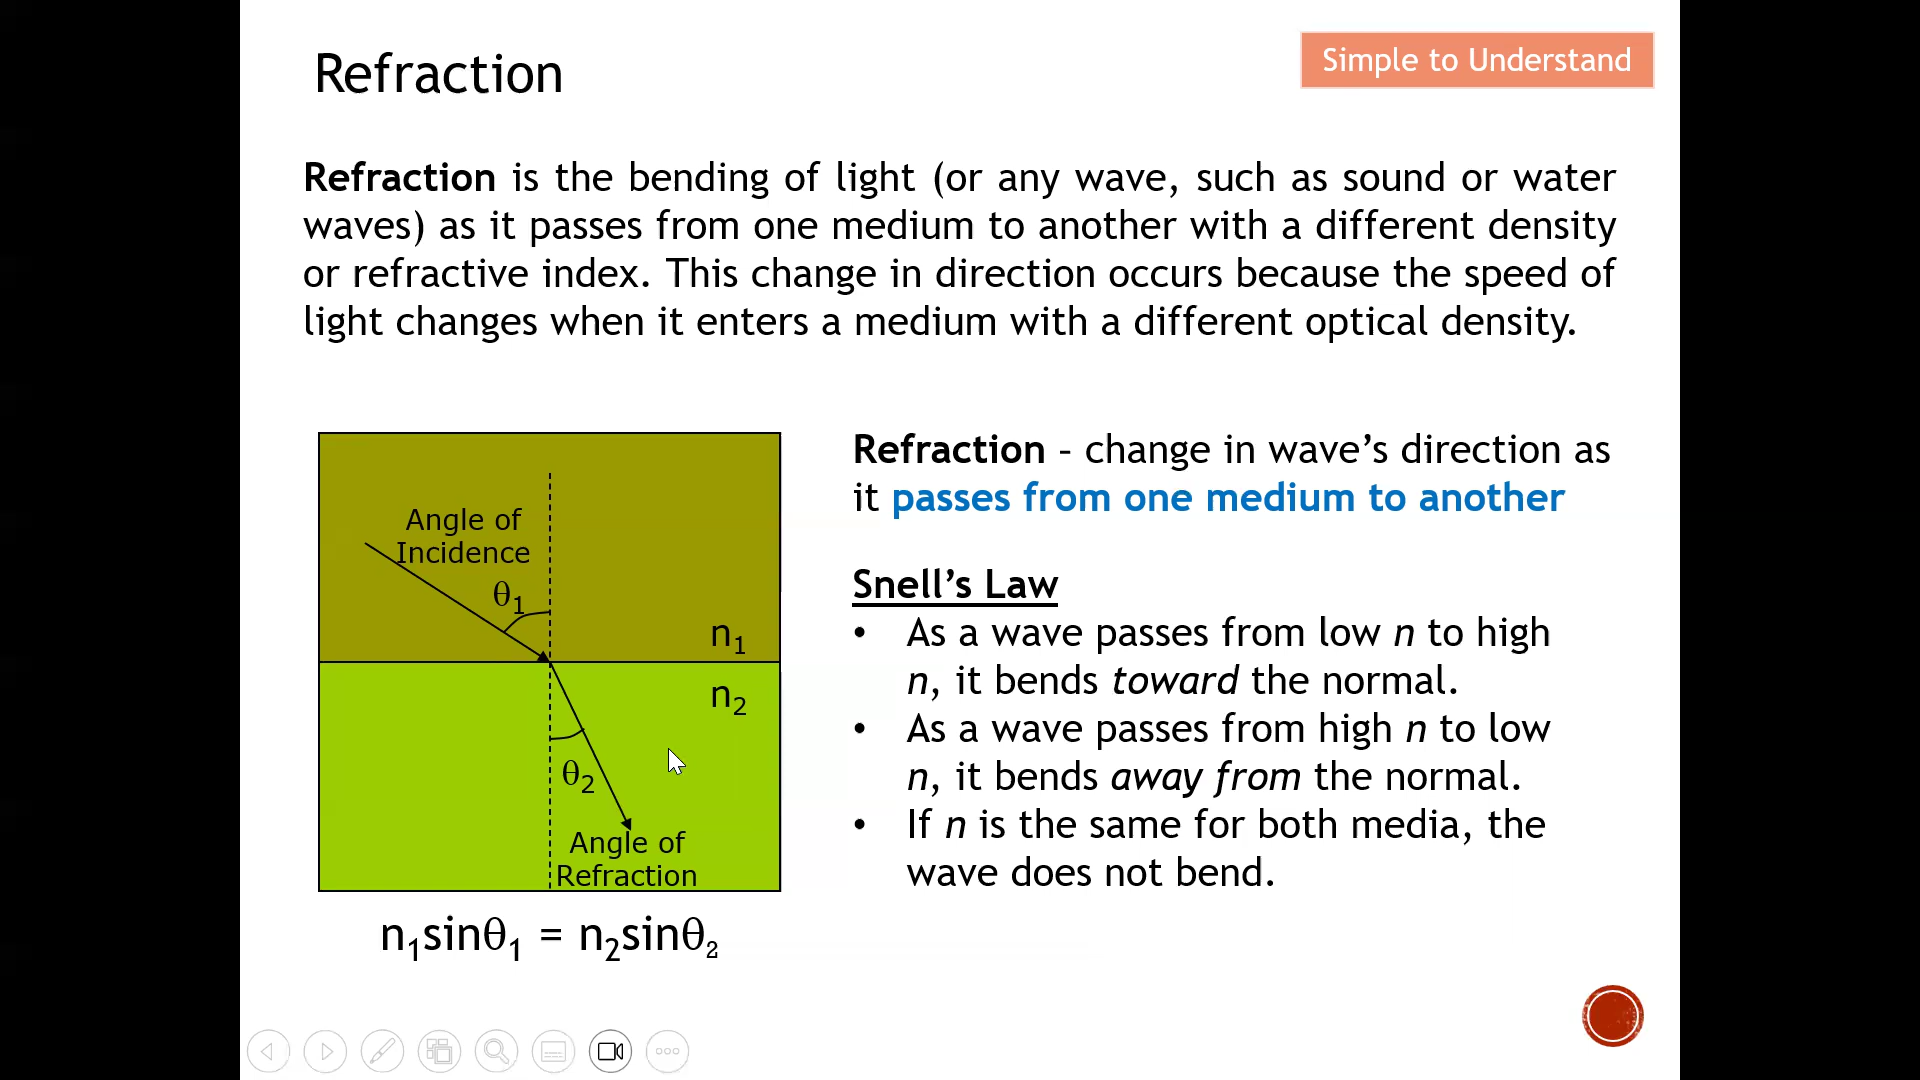 Refraction
Simple to Understand
Refraction is the bending of light (or any wave, such as sound or water
waves) as it passes from one medium to another with a different density
or refractive index. This change in direction occurs because the speed of
light changes when it enters a medium with a different optical density.
Angle of
Incidence
θ₁
n₁
n₂
θ₂
Angle of
Refraction
n₁sinθ₁ = n₂sinθ₂
Refraction – change in wave’s direction as
it passes from one medium to another
Snell’s Law
• As a wave passes from low n to high
n, it bends toward the normal.
• As a wave passes from high n to low
n, it bends away from the normal.
• If n is the same for both media, the
wave does not bend.